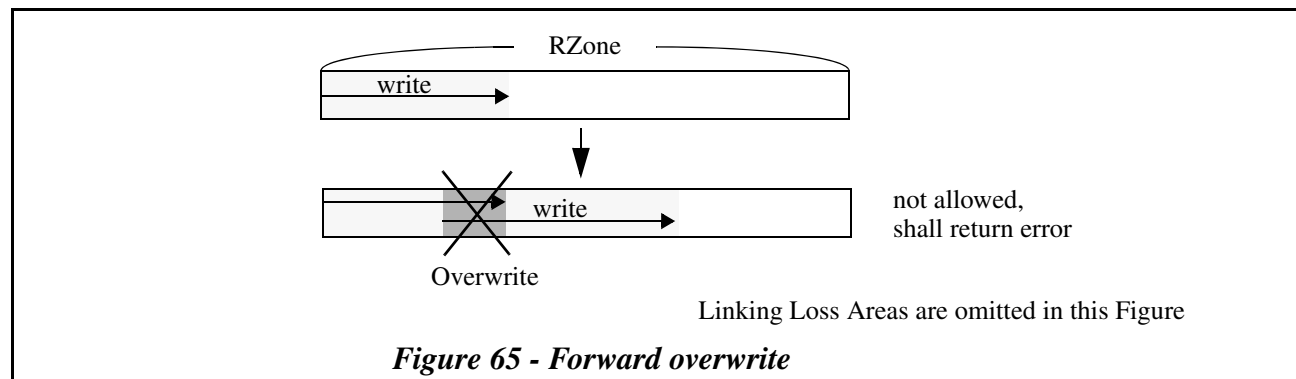 RZone
write
write
not allowed,
shall return error
Overwrite
Linking Loss Areas are omitted in this Figure
Figure 65 - Forward overwrite